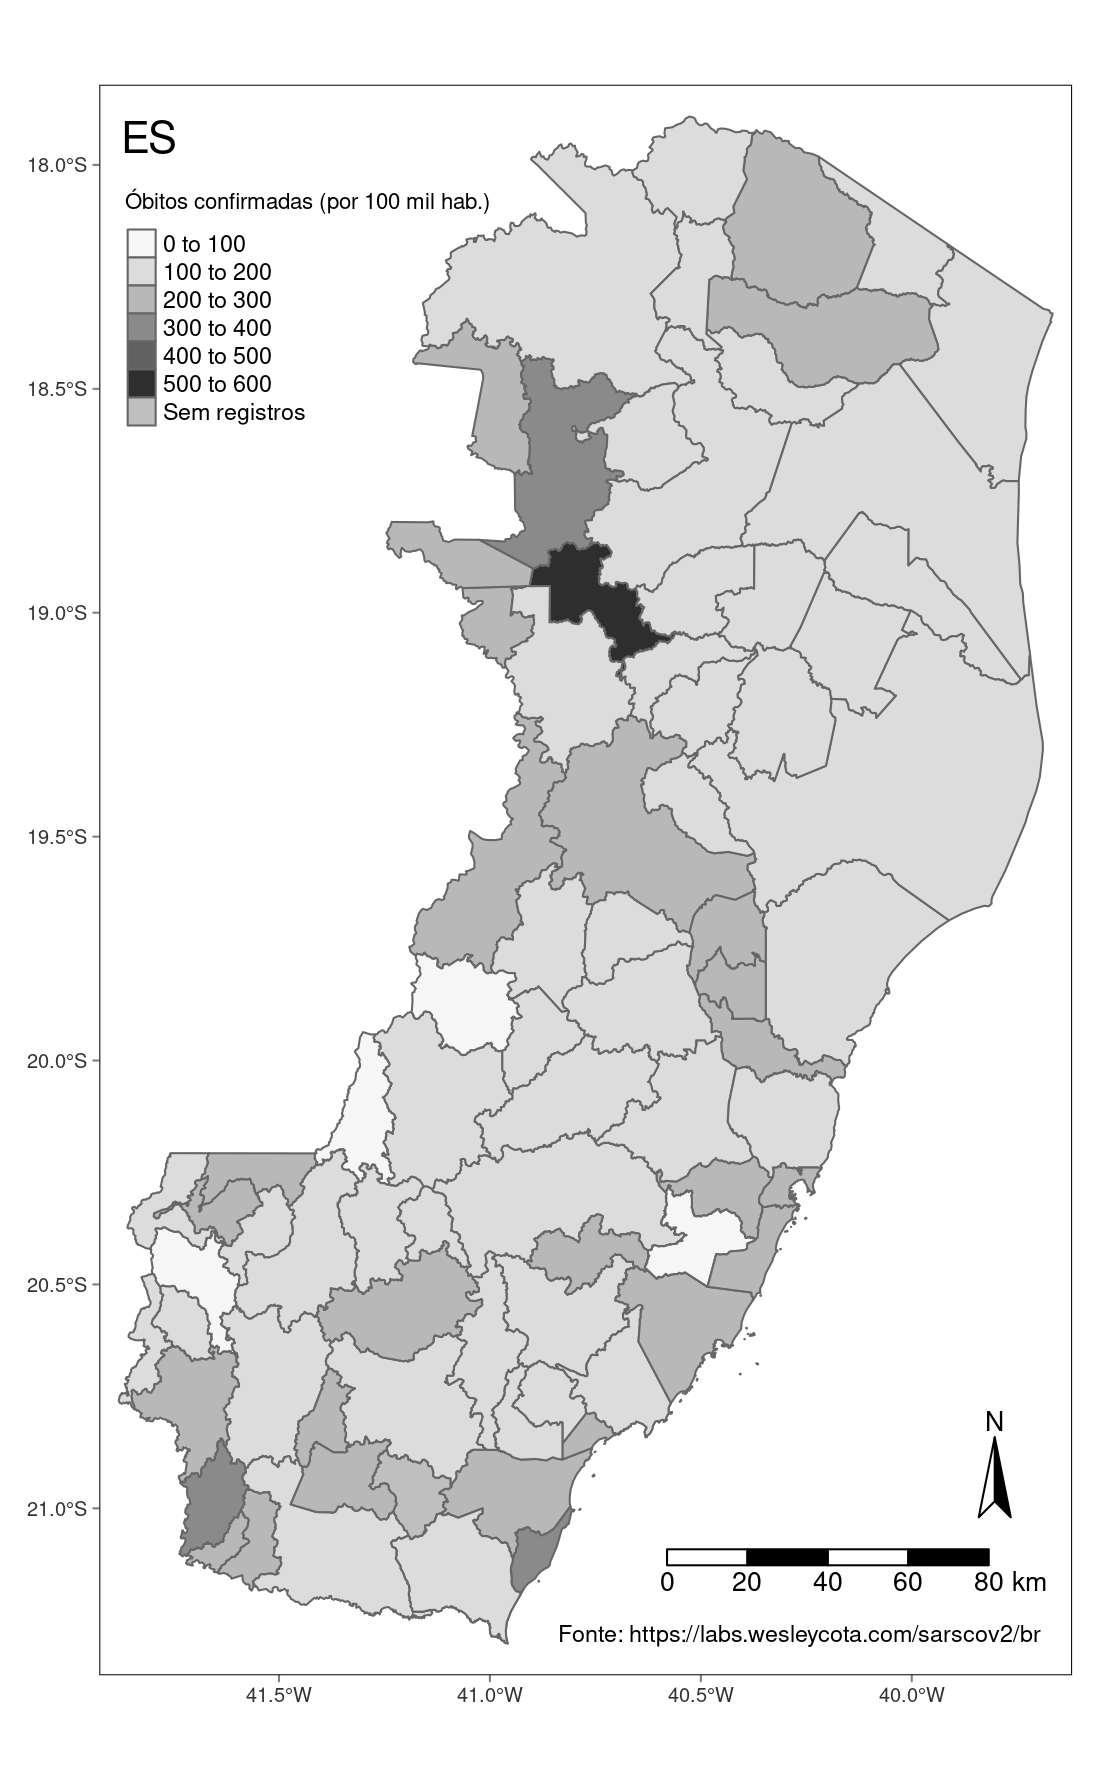 ES
Óbitos confirmadas (por 100 mil hab.)
0 to 100
100 to 200
200 to 300
300 to 400
400 to 500
500 to 600
Sem registros
18.0°S
18.5°S
19.0°S
19.5°S
20.0°S
20.5°S
21.0°S
N
0 20 40 60 80 km
Fonte: https://labs.wesleycota.com/sarscov2/br
41.5°W 41.0°W 40.5°W 40.0°W